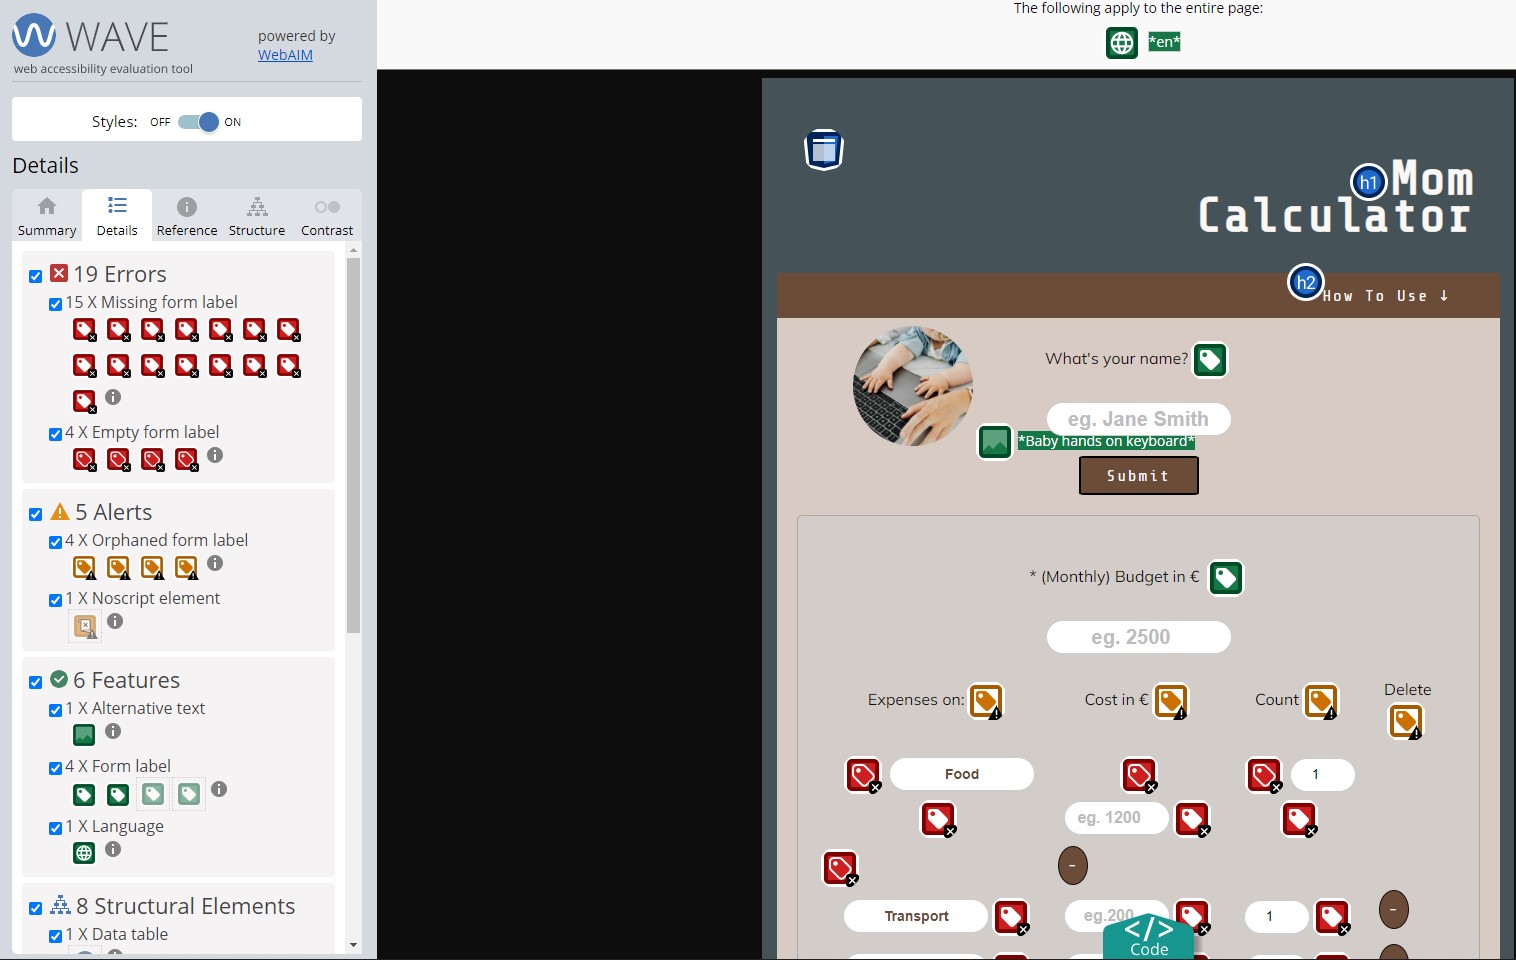 WAVE
web accessibility evaluation tool
powered by
WebAIM
Styles: OFF ON
Details
Summary Details Reference Structure Contrast
19 Errors
15 X Missing form label
4 X Empty form label
5 Alerts
4 X Orphaned form label
1 X Noscript element
6 Features
1 X Alternative text
4 X Form label
1 X Language
8 Structural Elements
1 X Data table
The following apply to the entire page:
*en*
h1 Mom
Calculator
h2 How To Use ↓
What's your name?
eg. Jane Smith
*Baby hands on keyboard*
Submit
* (Monthly) Budget in €
eg. 2500
Expenses on: Cost in € Count Delete
Food 1
eg. 1200
-
Transport eg.200 1 -
</>
Code